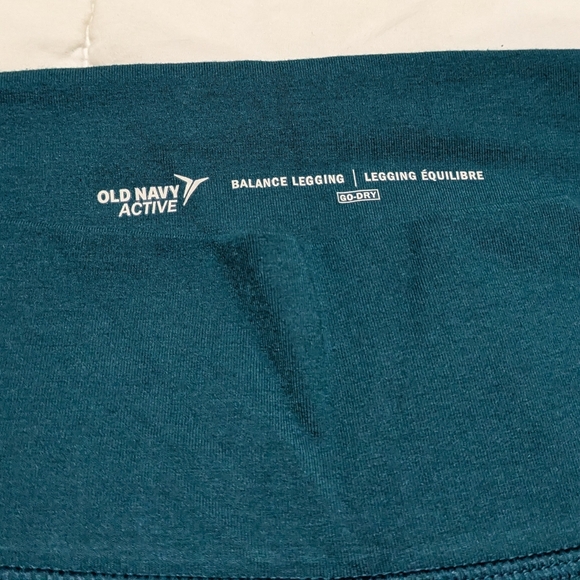 OLD NAVY
ACTIVE
BALANCE LEGGING | LEGGING ÉQUILIBRE
GO-DRY